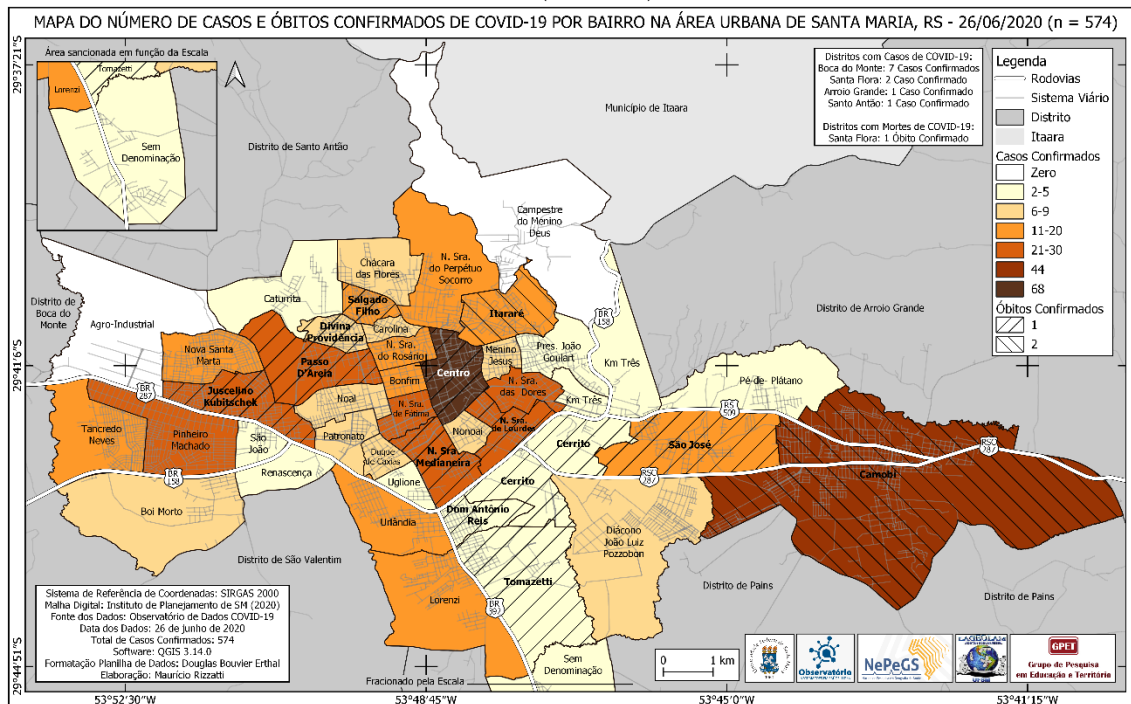 MAPA DO NÚMERO DE CASOS E ÓBITOS CONFIRMADOS DE COVID-19 POR BAIRRO NA ÁREA URBANA DE SANTA MARIA, RS - 26/06/2020 (n = 574)
Área sancionada em função da Escala
Tomazetti
Lorenzi
Sem
Denominação
29°37'21"S
29°41'6"S
29°44'51"S
Distritos com Casos de COVID-19:
Boca do Monte: 7 Casos Confirmados
Santa Flora: 2 Caso Confirmado
Arroio Grande: 1 Caso Confirmado
Santo Antão: 1 Caso Confirmado
Distritos com Mortes de COVID-19:
Santa Flora: 1 Óbito Confirmado
Legenda
Rodovias
Sistema Viário
Distrito
Itaara
Casos Confirmados
Zero
2-5
6-9
11-20
21-30
44
68
Óbitos Confirmados
1
2
Município de Itaara
Distrito de Santo Antão
Campestre
do Menino
Deus
Chácara
das Flores
N. Sra.
do Perpétuo
Socorro
Distrito de
Boca do
Monte
Agro-Industrial
Caturrita
Salgado
Filho
Itararé
BR
158
Distrito de Arroio Grande
Divina
Providência
Carolina
Nova Santa
Marta
Passo
D'Areia
N. Sra.
do Rosário
Centro
Menino
Jesus
Pres. João
Goulart
Km Três
BR
287
Juscelino
Kubitschek
Noal
Bonfim
N. Sra.
das Dores
Km Três
Pé-de- Plátano
RS
509
Tancredo
Neves
Pinheiro
Machado
São
João
Patronato
N. Sra.
de Fátima
Nonoai
N. Sra.
de Lourdes
Cerrito
São José
RSC
287
RSC
287
Camobi
BR
158
Renascença
Duque
de Caxias
N. Sra.
Medianeira
Uglione
Cerrito
Boi Morto
Urlândia
Dom Antônio
Reis
Diácono
João Luiz
Pozzobon
Distrito de São Valentim
Tomazetti
Distrito de Pains
Distrito de Pains
Lorenzi
BR
392
Sem
Denominação
Fracionado pela Escala
Sistema de Referência de Coordenadas: SIRGAS 2000
Malha Digital: Instituto de Planejamento de SM (2020)
Fonte dos Dados: Observatório de Dados COVID-19
Data dos Dados: 26 de junho de 2020
Total de Casos Confirmados: 574
Software: QGIS 3.14.0
Formatação Planilha de Dados: Douglas Bouvier Erthal
Elaboração: Maurício Rizzatti
0 1 km
Observatório
NePeGS
LAGEOLAM
UFSM
GPET
Grupo de Pesquisa
em Educação e Território
53°52'30"W
53°48'45"W
53°45'0"W
53°41'15"W